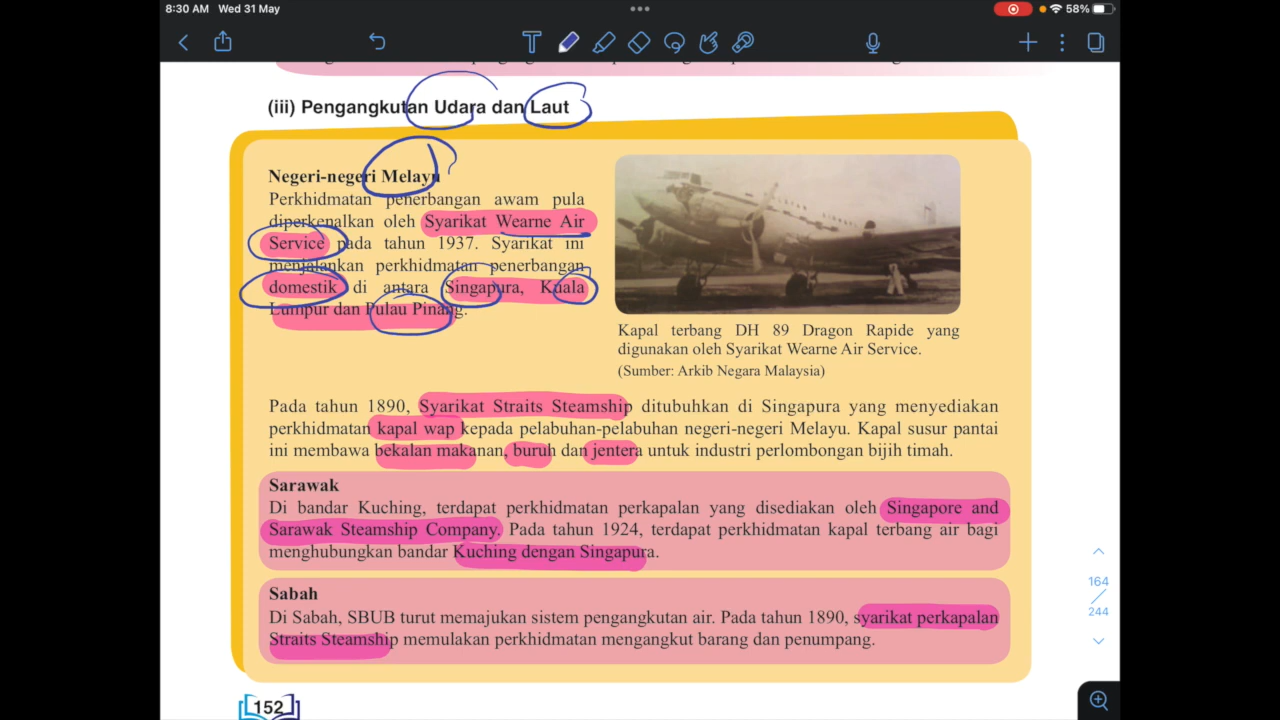 8:30 AM Wed 31 May
58%
(iii) Pengangkutan Udara dan Laut
Negeri-negeri Melayu
Perkhidmatan penerbangan awam pula
diperkenalkan oleh Syarikat Wearne Air
Service pada tahun 1937. Syarikat ini
menjalankan perkhidmatan penerbangan
domestik di antara Singapura, Kuala
Lumpur dan Pulau Pinang.
Kapal terbang DH 89 Dragon Rapide yang
digunakan oleh Syarikat Wearne Air Service.
(Sumber: Arkib Negara Malaysia)
Pada tahun 1890, Syarikat Straits Steamship ditubuhkan di Singapura yang menyediakan
perkhidmatan kapal wap kepada pelabuhan-pelabuhan negeri-negeri Melayu. Kapal susur pantai
ini membawa bekalan makanan, buruh dan jentera untuk industri perlombongan bijih timah.
Sarawak
Di bandar Kuching, terdapat perkhidmatan perkapalan yang disediakan oleh Singapore and
Sarawak Steamship Company. Pada tahun 1924, terdapat perkhidmatan kapal terbang air bagi
menghubungkan bandar Kuching dengan Singapura.
Sabah
Di Sabah, SBUB turut memajukan sistem pengangkutan air. Pada tahun 1890, syarikat perkapalan
Straits Steamship memulakan perkhidmatan mengangkut barang dan penumpang.
164
244
152